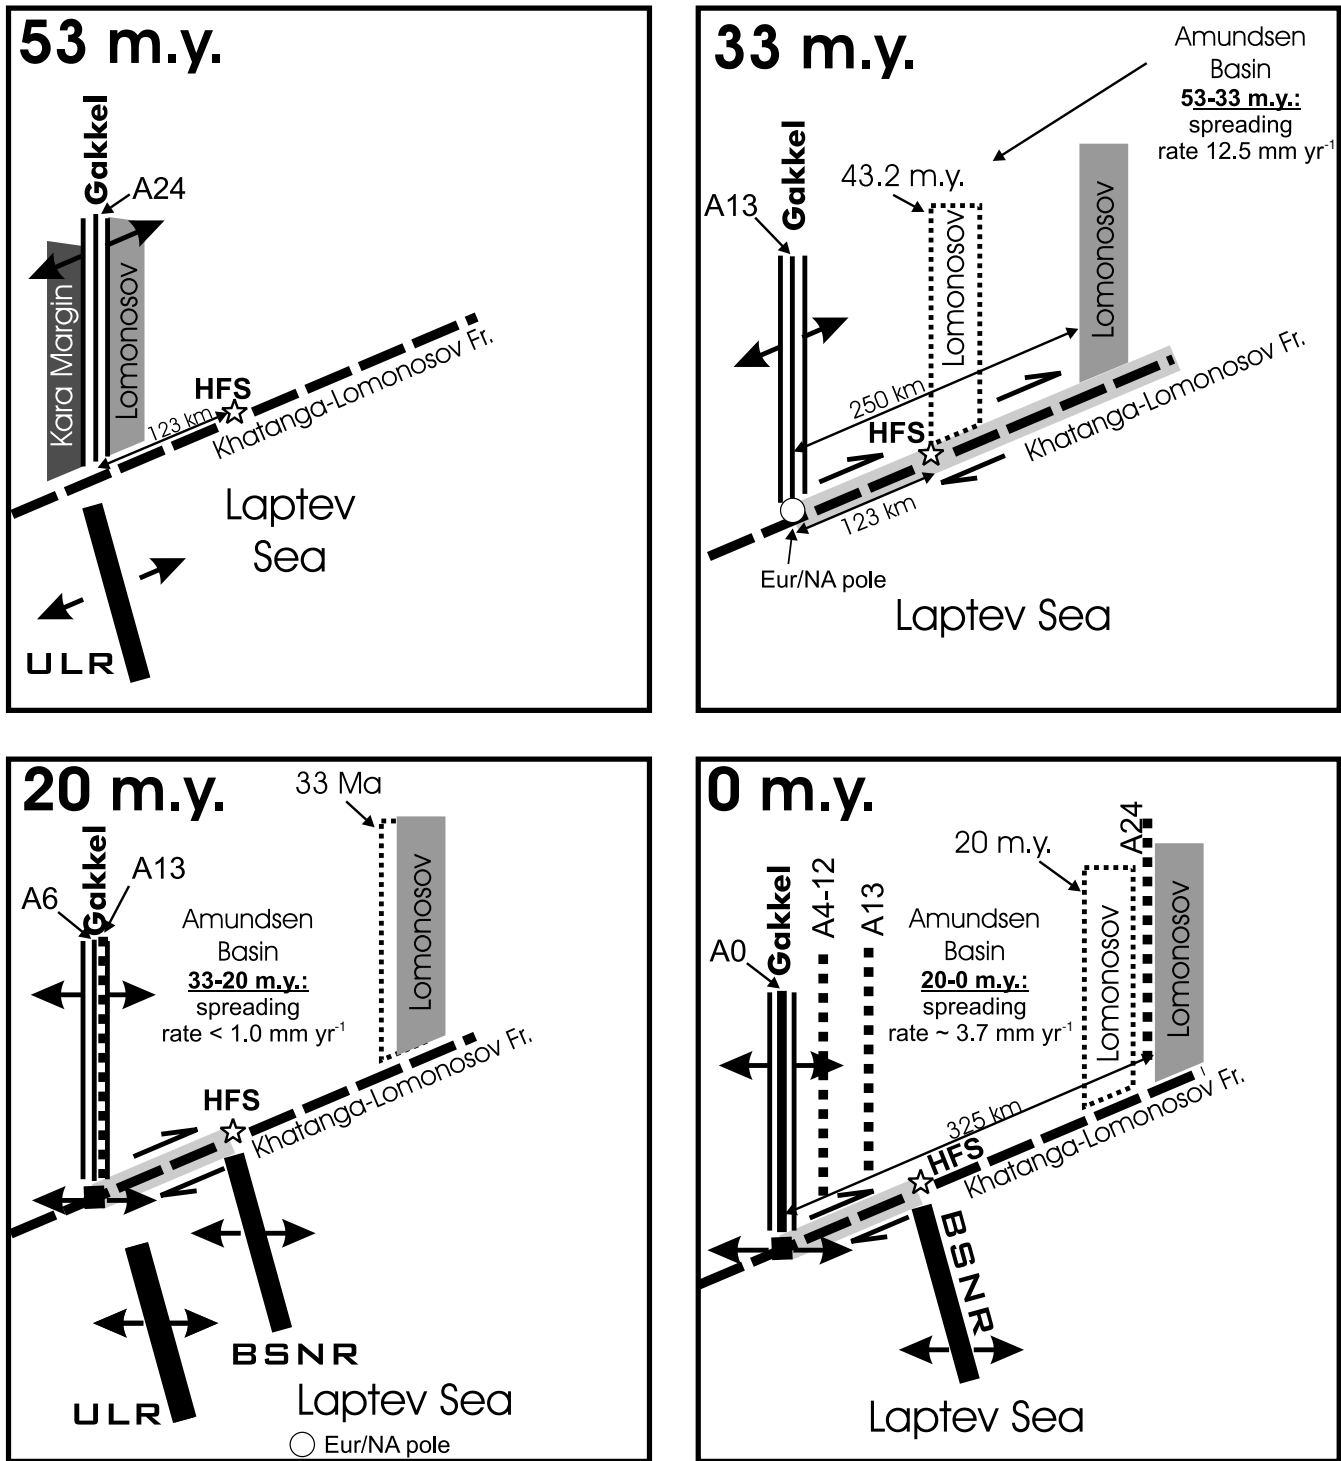 53 m.y.
Gakkel
A24
Kara Margin
Lomonosov
HFS
123 km
Khatanga-Lomonosov Fr.
Laptev
Sea
ULR
33 m.y.
Amundsen
Basin
53-33 m.y.:
spreading
rate 12.5 mm yr-1
Gakkel
A13
43.2 m.y.
Lomonosov
Lomonosov
250 km
HFS
Khatanga-Lomonosov Fr.
123 km
Eur/NA pole
Laptev Sea
20 m.y.
33 Ma
Gakkel
A13
A6
Amundsen
Basin
33-20 m.y.:
spreading
rate < 1.0 mm yr-1
Lomonosov
HFS
Khatanga-Lomonosov Fr.
BSNR
ULR
Laptev Sea
Eur/NA pole
0 m.y.
A24
20 m.y.
Gakkel
A4-12
A13
A0
Amundsen
Basin
20-0 m.y.:
spreading
rate ~ 3.7 mm yr-1
Lomonosov
Lomonosov
325 km
HFS
Khatanga-Lomonosov Fr.
BSNR
Laptev Sea